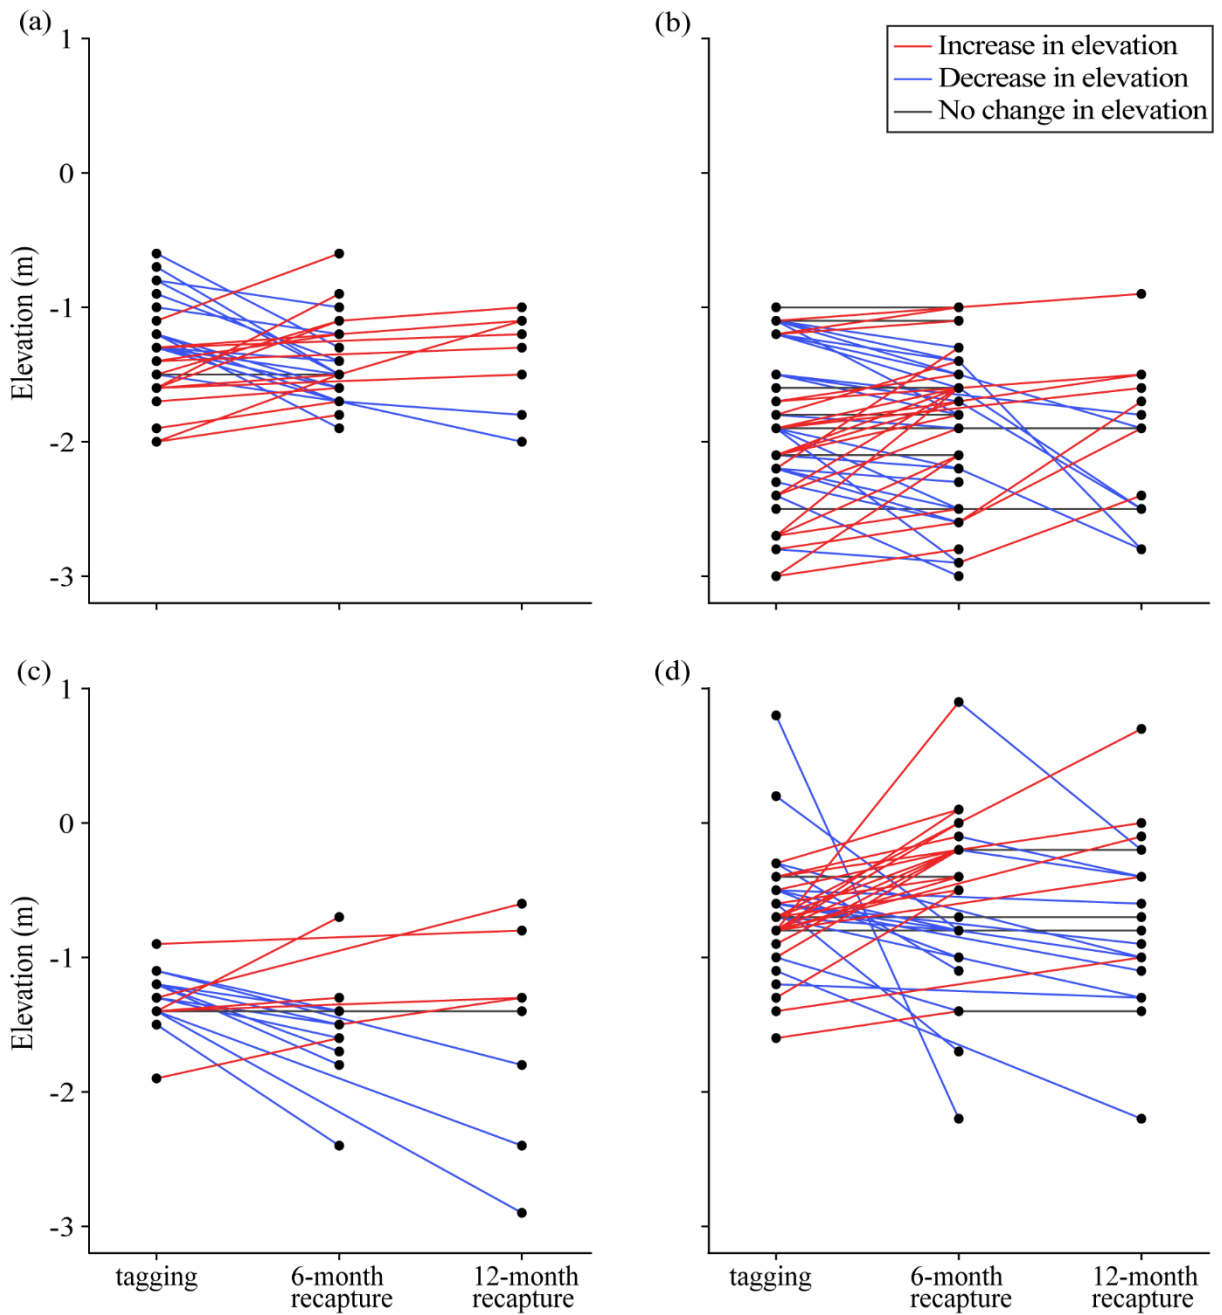 (a)
(b)
1
0
-1
-2
-3
Elevation (m)
Increase in elevation
Decrease in elevation
No change in elevation
(c)
(d)
1
0
-1
-2
-3
Elevation (m)
tagging
6-month
recapture
12-month
recapture
tagging
6-month
recapture
12-month
recapture